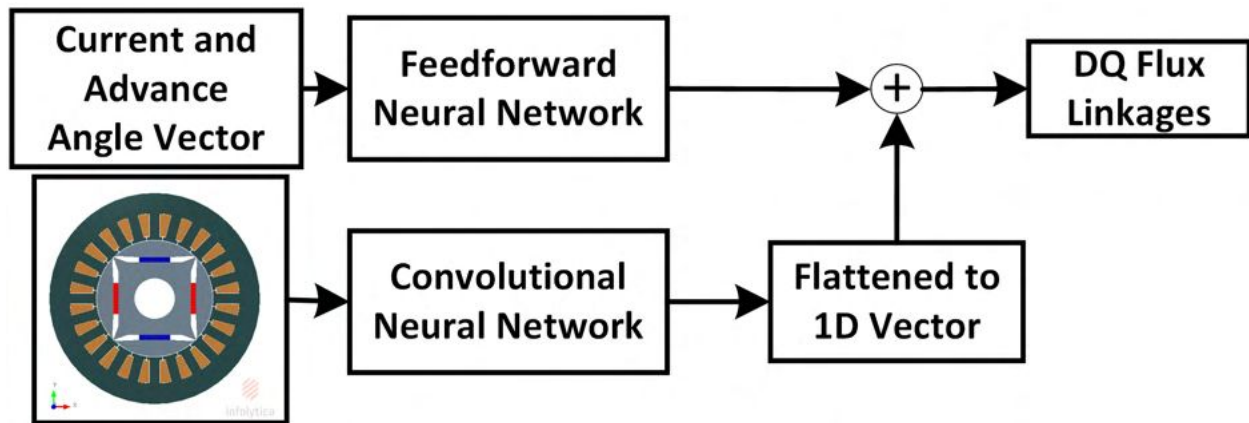 Current and
Advance
Angle Vector
Feedforward
Neural Network
+
DQ Flux
Linkages
Convolutional
Neural Network
Flattened to
1D Vector
Y
X
infolytica